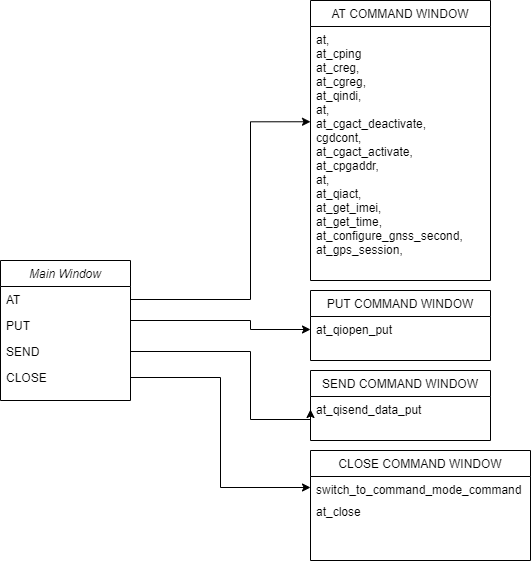 AT COMMAND WINDOW
at,
at_cping
at_creg,
at_cgreg,
at_qindi,
at,
at_cgact_deactivate,
cgdcont,
at_cgact_activate,
at_cpgaddr,
at,
at_qiact,
at_get_imei,
at_get_time,
at_configure_gnss_second,
at_gps_session,
Main Window
AT
PUT
SEND
CLOSE
PUT COMMAND WINDOW
at_qiopen_put
SEND COMMAND WINDOW
at_qisend_data_put
CLOSE COMMAND WINDOW
switch_to_command_mode_command
at_close